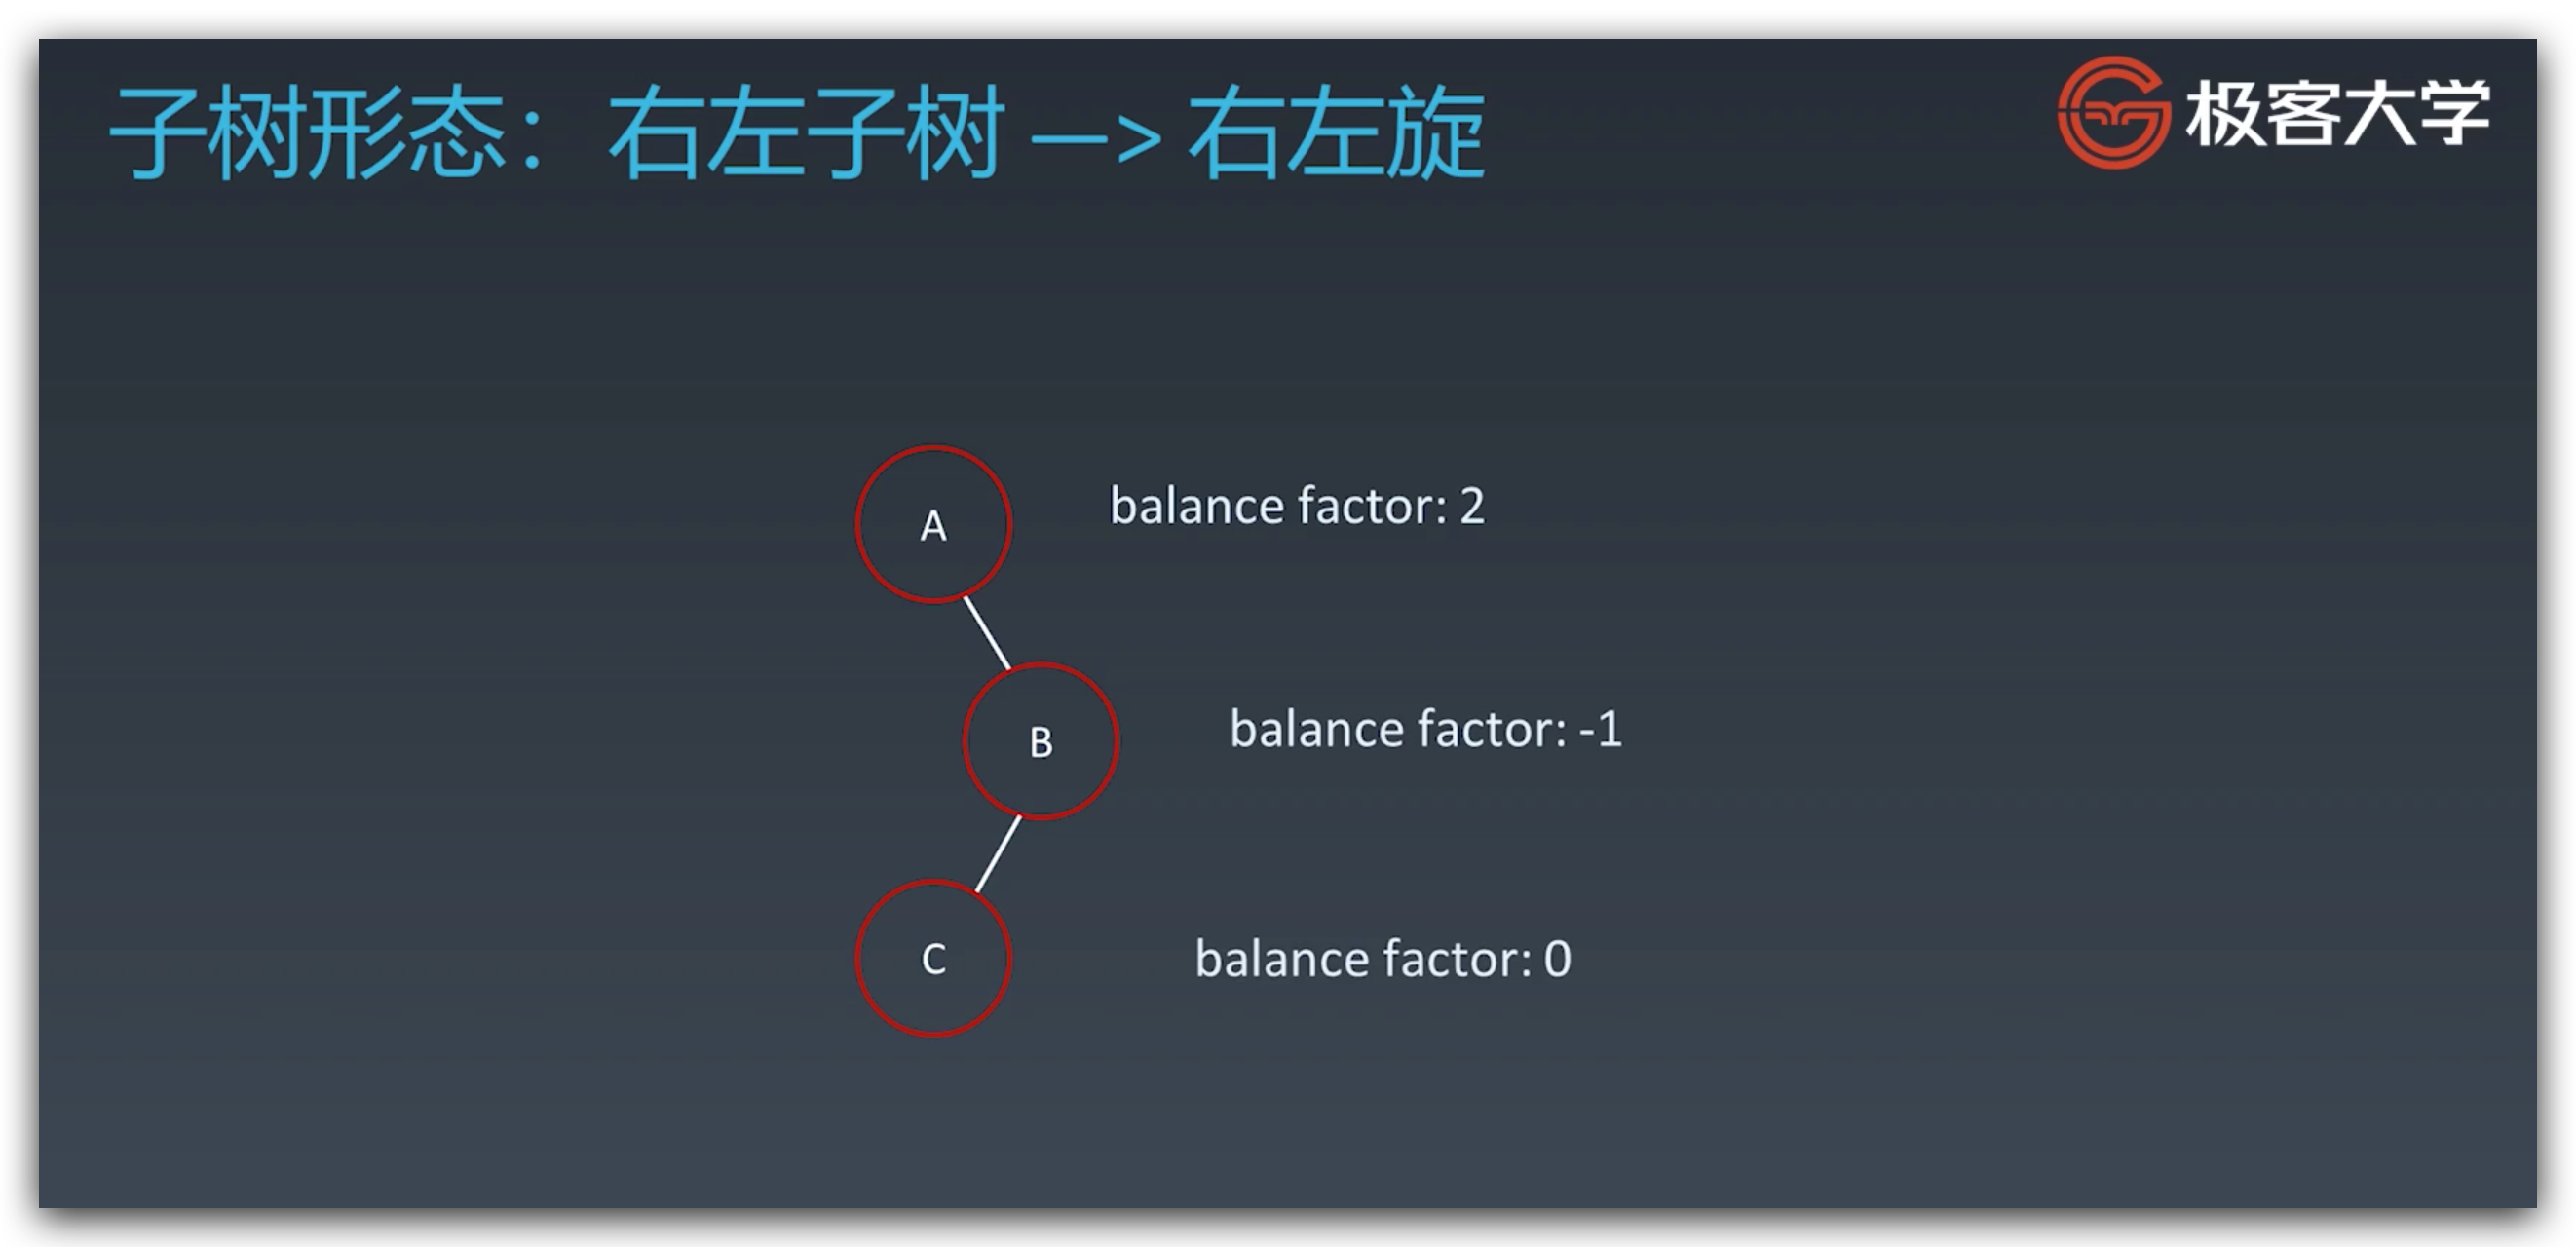 子树形态：右左子树 —> 右左旋
极客大学
A
balance factor: 2
B
balance factor: -1
C
balance factor: 0